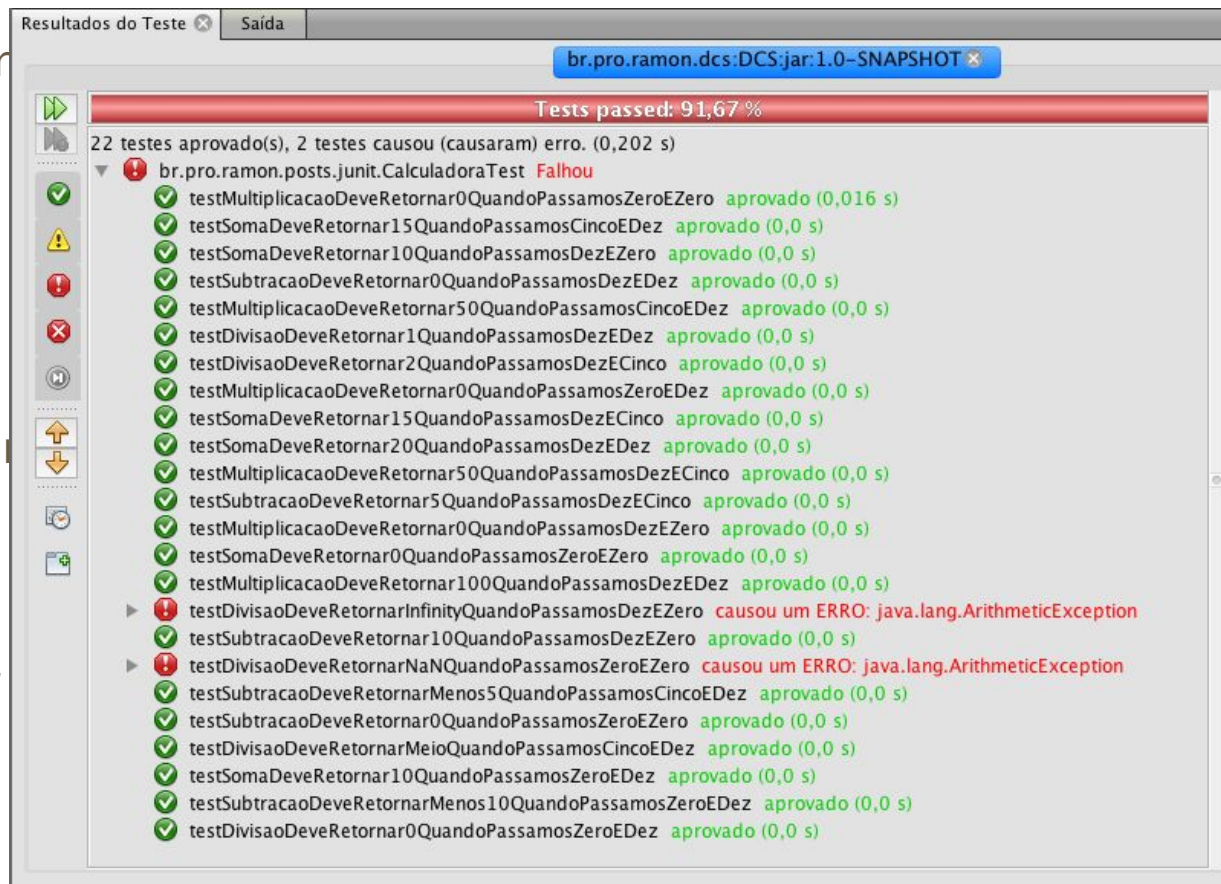 Resultados do Teste
Saída
br.pro.ramon.dcs:DCS:jar:1.0-SNAPSHOT
Tests passed: 91,67 %
22 testes aprovado(s), 2 testes causou (causaram) erro. (0,202 s)
br.pro.ramon.posts.junit.CalculadoraTest Falhou
testMultiplicacaoDeveRetornar0QuandoPassamosZeroEZero aprovado (0,016 s)
testSomaDeveRetornar15QuandoPassamosCincoEDez aprovado (0,0 s)
testSomaDeveRetornar10QuandoPassamosDezEZero aprovado (0,0 s)
testSubtracaoDeveRetornar0QuandoPassamosDezEDez aprovado (0,0 s)
testMultiplicacaoDeveRetornar50QuandoPassamosCincoEDez aprovado (0,0 s)
testDivisaoDeveRetornar1QuandoPassamosDezEDez aprovado (0,0 s)
testDivisaoDeveRetornar2QuandoPassamosDezECinco aprovado (0,0 s)
testMultiplicacaoDeveRetornar0QuandoPassamosZeroEDez aprovado (0,0 s)
testSomaDeveRetornar15QuandoPassamosDezECinco aprovado (0,0 s)
testSomaDeveRetornar20QuandoPassamosDezEDez aprovado (0,0 s)
testMultiplicacaoDeveRetornar50QuandoPassamosDezECinco aprovado (0,0 s)
testSubtracaoDeveRetornar5QuandoPassamosDezECinco aprovado (0,0 s)
testMultiplicacaoDeveRetornar0QuandoPassamosDezEZero aprovado (0,0 s)
testSomaDeveRetornar0QuandoPassamosZeroEZero aprovado (0,0 s)
testMultiplicacaoDeveRetornar100QuandoPassamosDezEDez aprovado (0,0 s)
testDivisaoDeveRetornarInfinityQuandoPassamosDezEZero causou um ERRO: java.lang.ArithmeticException
testSubtracaoDeveRetornar10QuandoPassamosDezEZero aprovado (0,0 s)
testDivisaoDeveRetornarNaNQuandoPassamosZeroEZero causou um ERRO: java.lang.ArithmeticException
testSubtracaoDeveRetornarMenos5QuandoPassamosCincoEDez aprovado (0,0 s)
testSubtracaoDeveRetornar0QuandoPassamosZeroEZero aprovado (0,0 s)
testDivisaoDeveRetornarMeioQuandoPassamosCincoEDez aprovado (0,0 s)
testSomaDeveRetornar10QuandoPassamosZeroEDez aprovado (0,0 s)
testSubtracaoDeveRetornarMenos10QuandoPassamosZeroEDez aprovado (0,0 s)
testDivisaoDeveRetornar0QuandoPassamosZeroEDez aprovado (0,0 s)